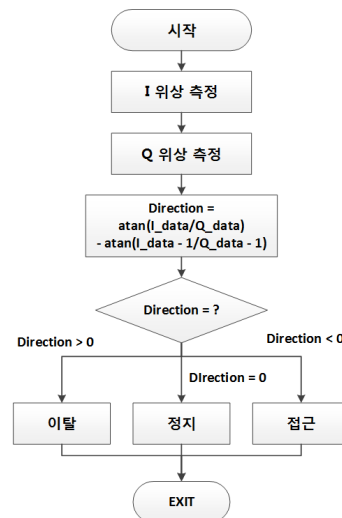 시작
I 위상 측정
Q 위상 측정
Direction =
atan(I_data/Q_data)
- atan(I_data - 1/Q_data - 1)
Direction = ?
Direction > 0
Direction < 0
DIrection = 0
이탈
정지
접근
EXIT